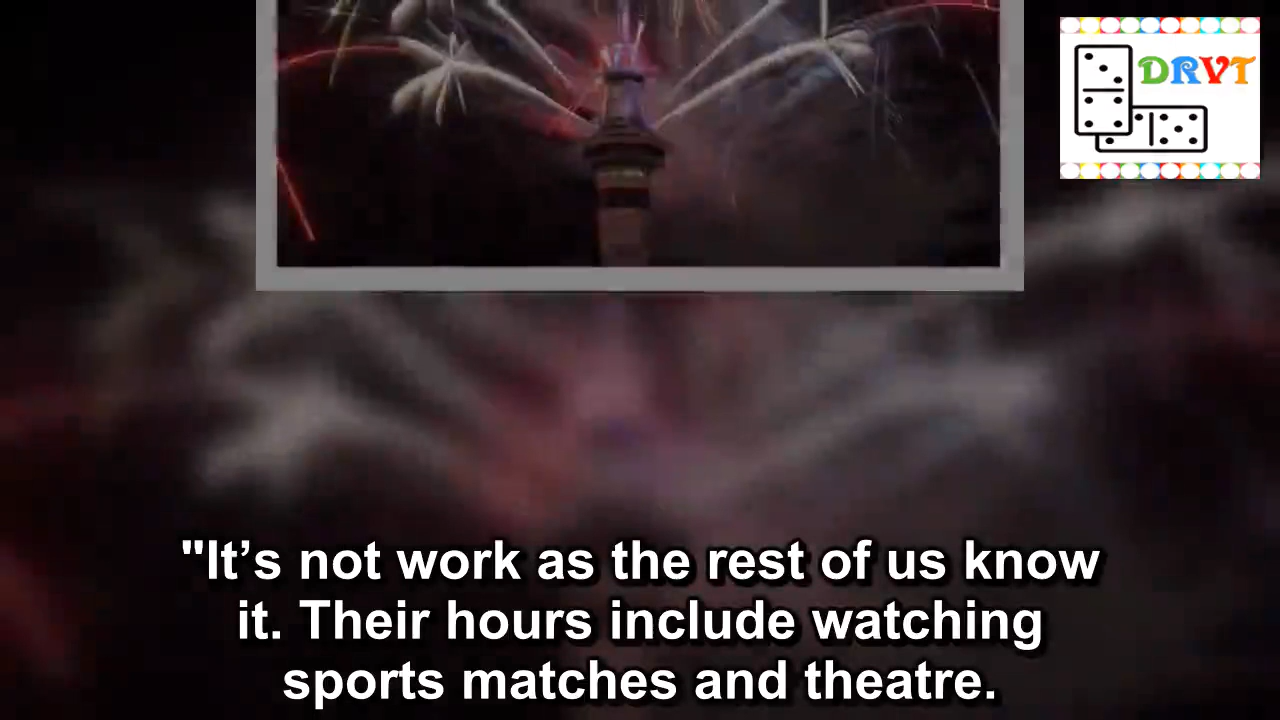 DRVT
"It’s not work as the rest of us know
it. Their hours include watching
sports matches and theatre.